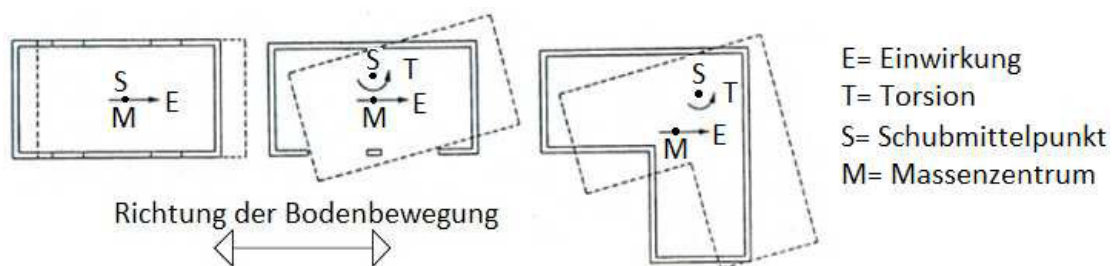 S
E
M
S
T
E
M
S
T
E
M
E= Einwirkung
T= Torsion
S= Schubmittelpunkt
M= Massenzentrum
Richtung der Bodenbewegung